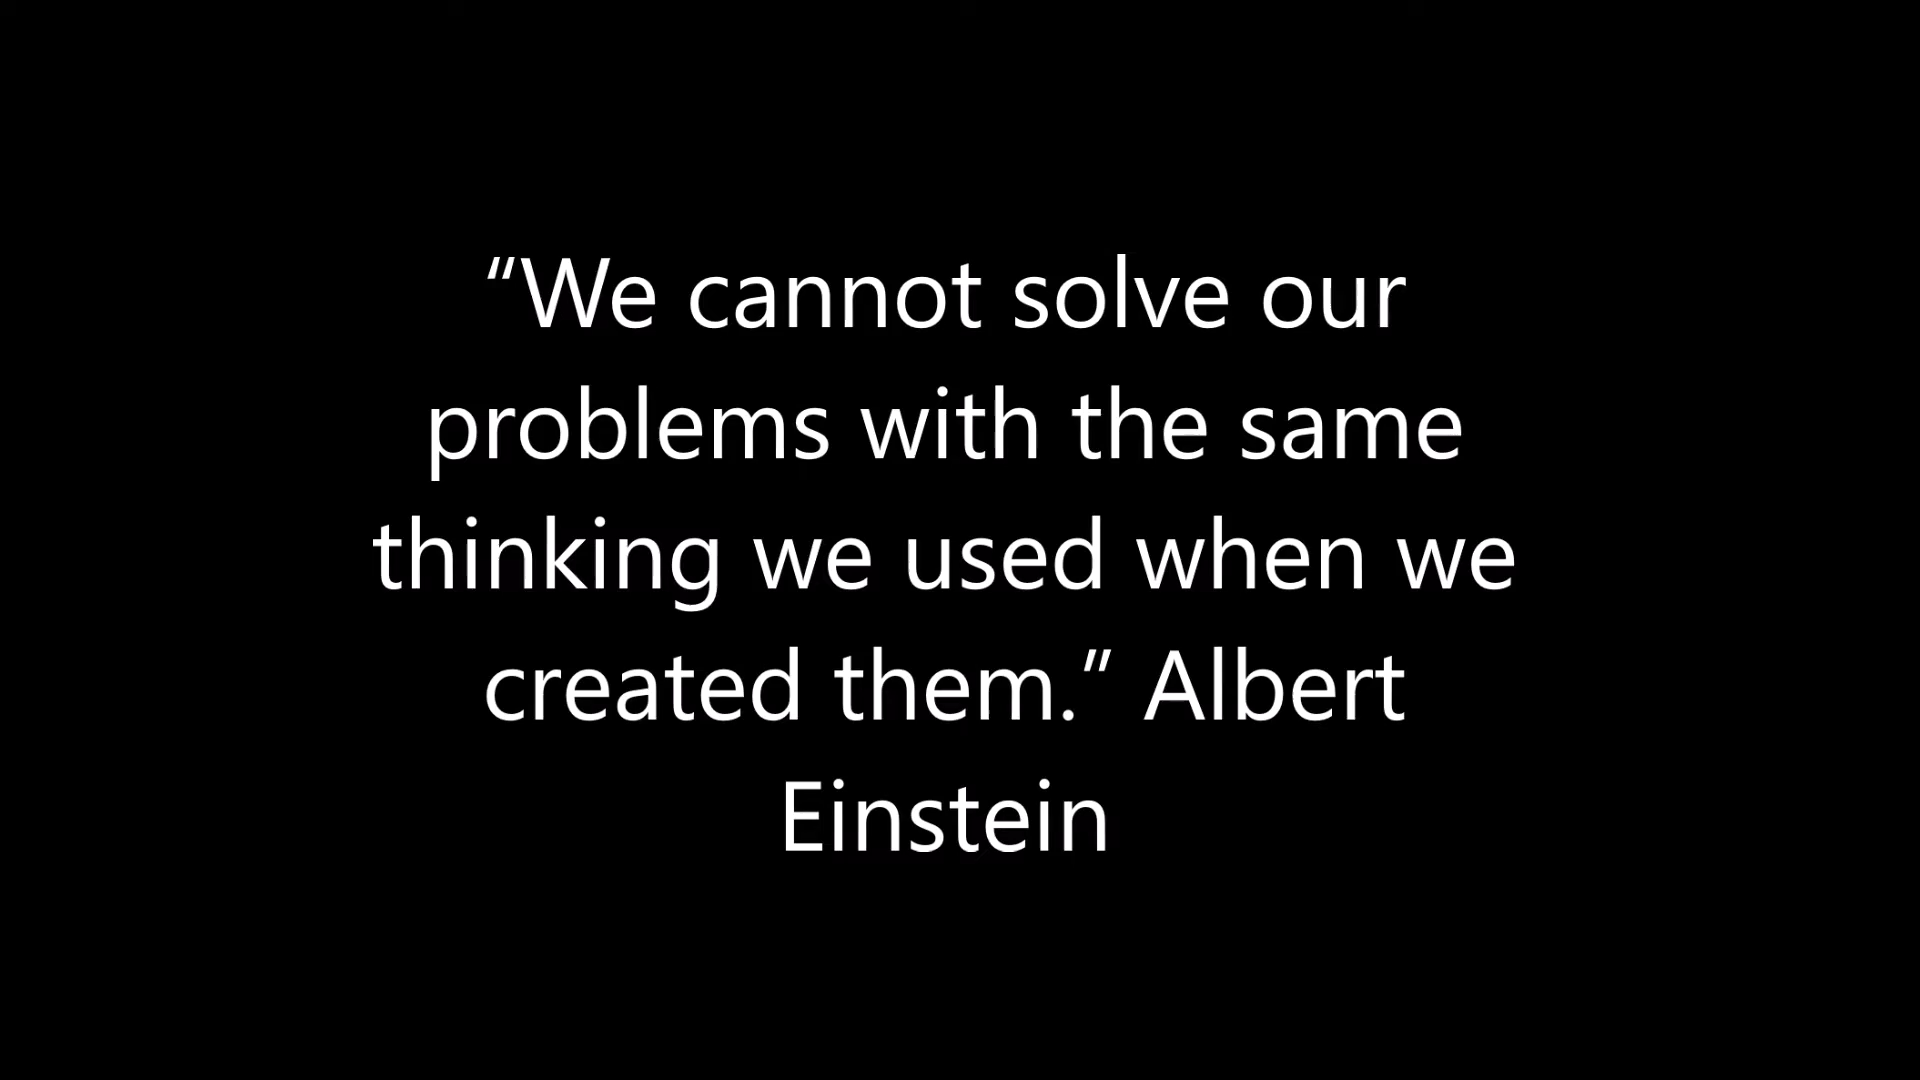 “We cannot solve our
problems with the same
thinking we used when we
created them.” Albert
Einstein